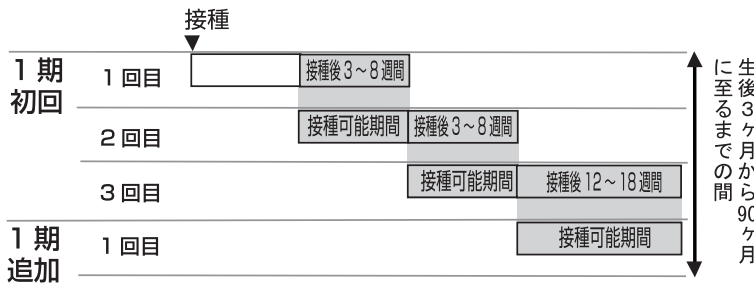 接種
1期
初回
1回目
接種後3～8週間
2回目
接種可能期間
接種後3～8週間
3回目
接種可能期間
接種後12～18週間
1期
追加
1回目
接種可能期間
生後3ヶ月から90ヶ月
に至るまでの間